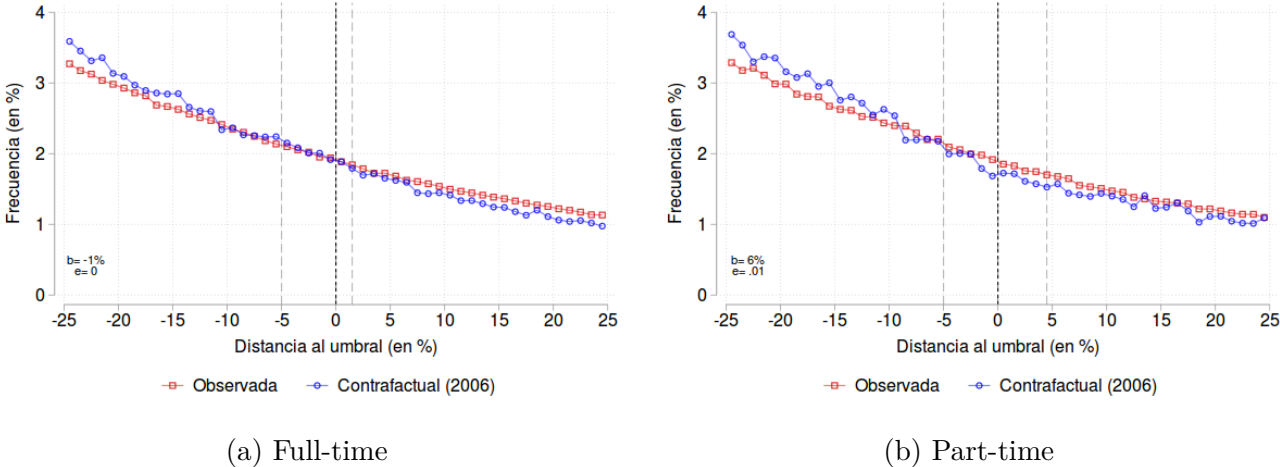 4
3
2
1
0
Frecuencia (en %)
b= -1%
e= 0
-25 -20 -15 -10 -5 0 5 10 15 20 25
Distancia al umbral (en %)
Observada Contrafactual (2006)
(a) Full-time
4
3
2
1
0
Frecuencia (en %)
b= 6%
e= .01
-25 -20 -15 -10 -5 0 5 10 15 20 25
Distancia al umbral (en %)
Observada Contrafactual (2006)
(b) Part-time